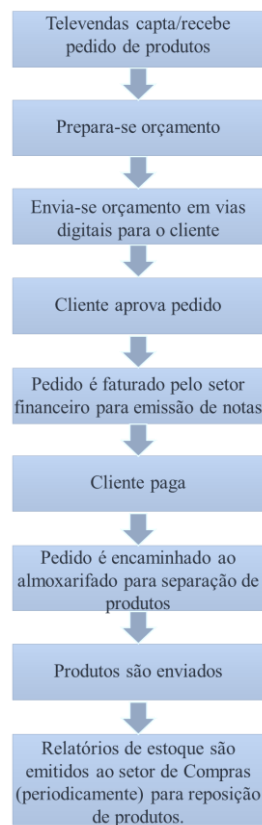 Televendas capta/recebe
pedido de produtos
Prepara-se orçamento
Envia-se orçamento em vias
digitais para o cliente
Cliente aprova pedido
Pedido é faturado pelo setor
financeiro para emissão de notas
Cliente paga
Pedido é encaminhado ao
almoxarifado para separação de
produtos
Produtos são enviados
Relatórios de estoque são
emitidos ao setor de Compras
(periodicamente) para reposição
de produtos.